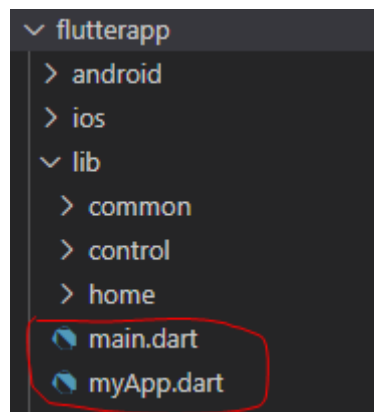 flutterapp
android
ios
lib
common
control
home
main.dart
myApp.dart